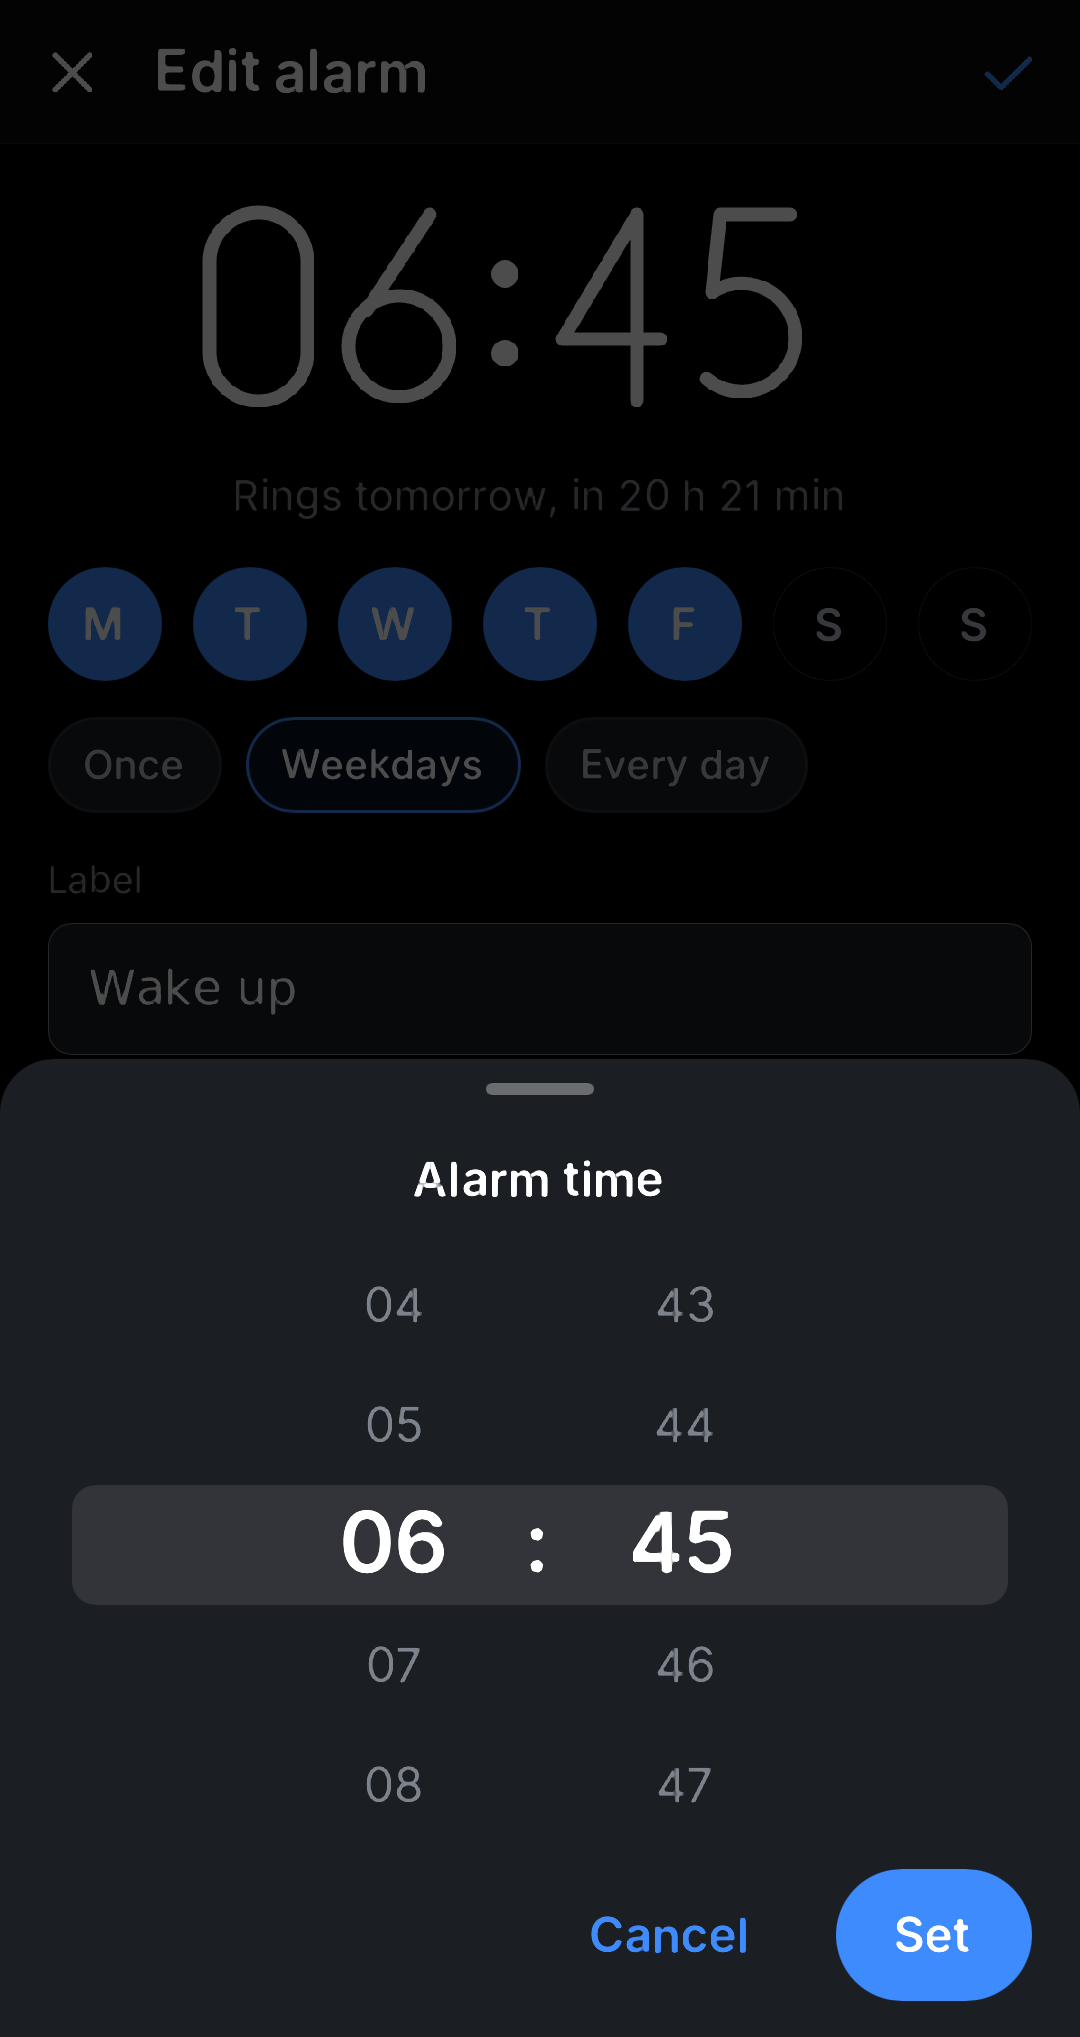 Edit alarm
06:45
Rings tomorrow, in 20 h 21 min
M T W T F S S
Once Weekdays Every day
Label
Wake up
Alarm time
04 43
05 44
06 : 45
07 46
08 47
Cancel Set